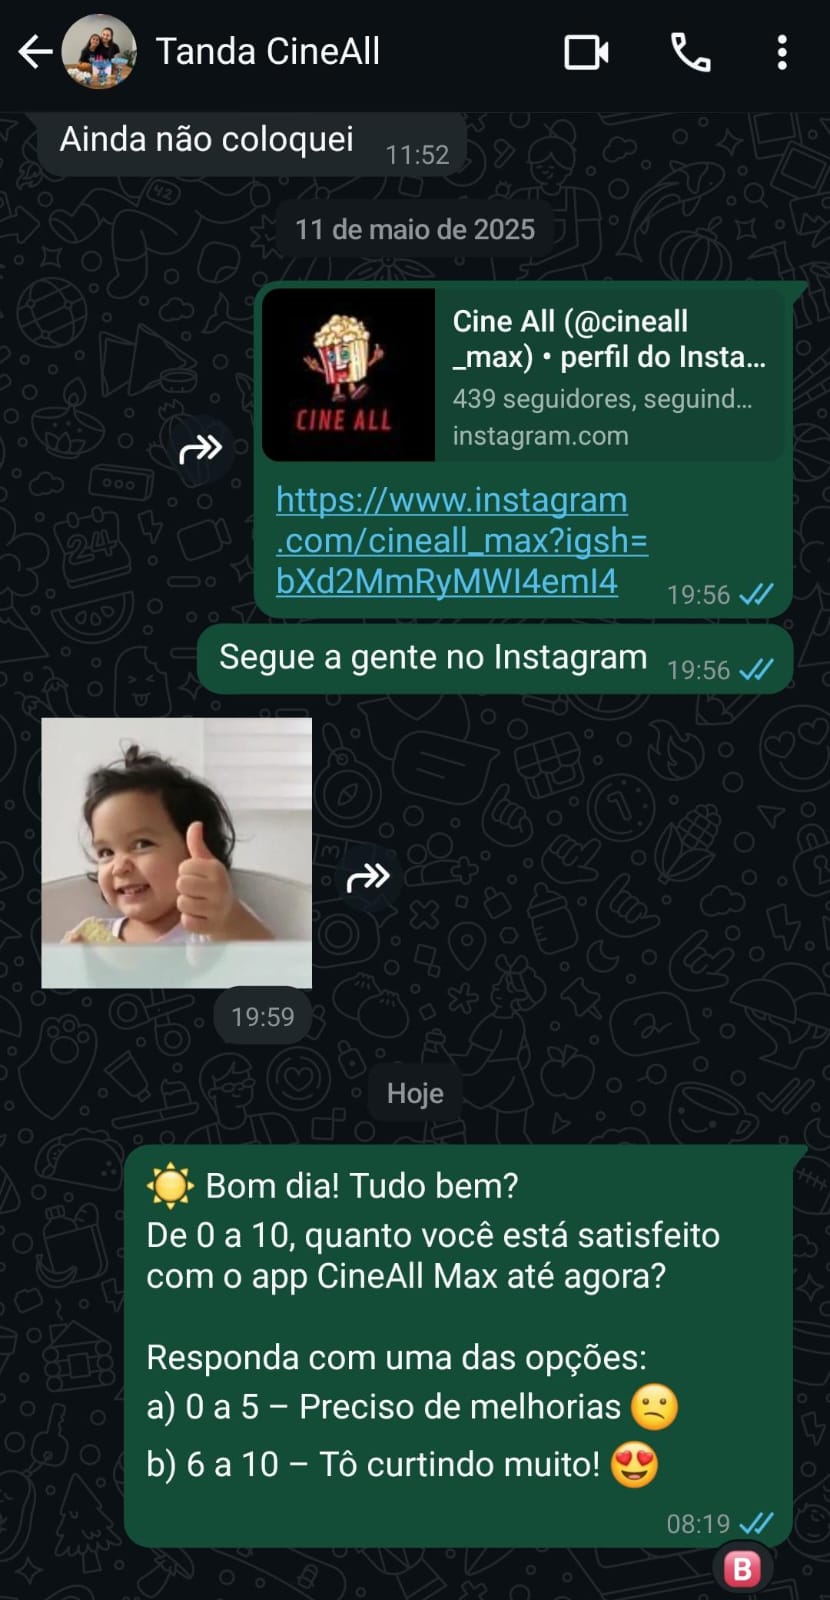 Tanda CineAll
Ainda não coloquei
11:52
11 de maio de 2025
CINE ALL
Cine All (@cineall
_max) • perfil do Insta...
439 seguidores, seguind...
instagram.com
https://www.instagram
.com/cineall_max?igsh=
bXd2MmRyMWI4emI4
19:56
Segue a gente no Instagram
19:56
19:59
Hoje
☀️ Bom dia! Tudo bem?
De 0 a 10, quanto você está satisfeito
com o app CineAll Max até agora?
Responda com uma das opções:
a) 0 a 5 – Preciso de melhorias 😕
b) 6 a 10 – Tô curtindo muito! 😍
08:19
B